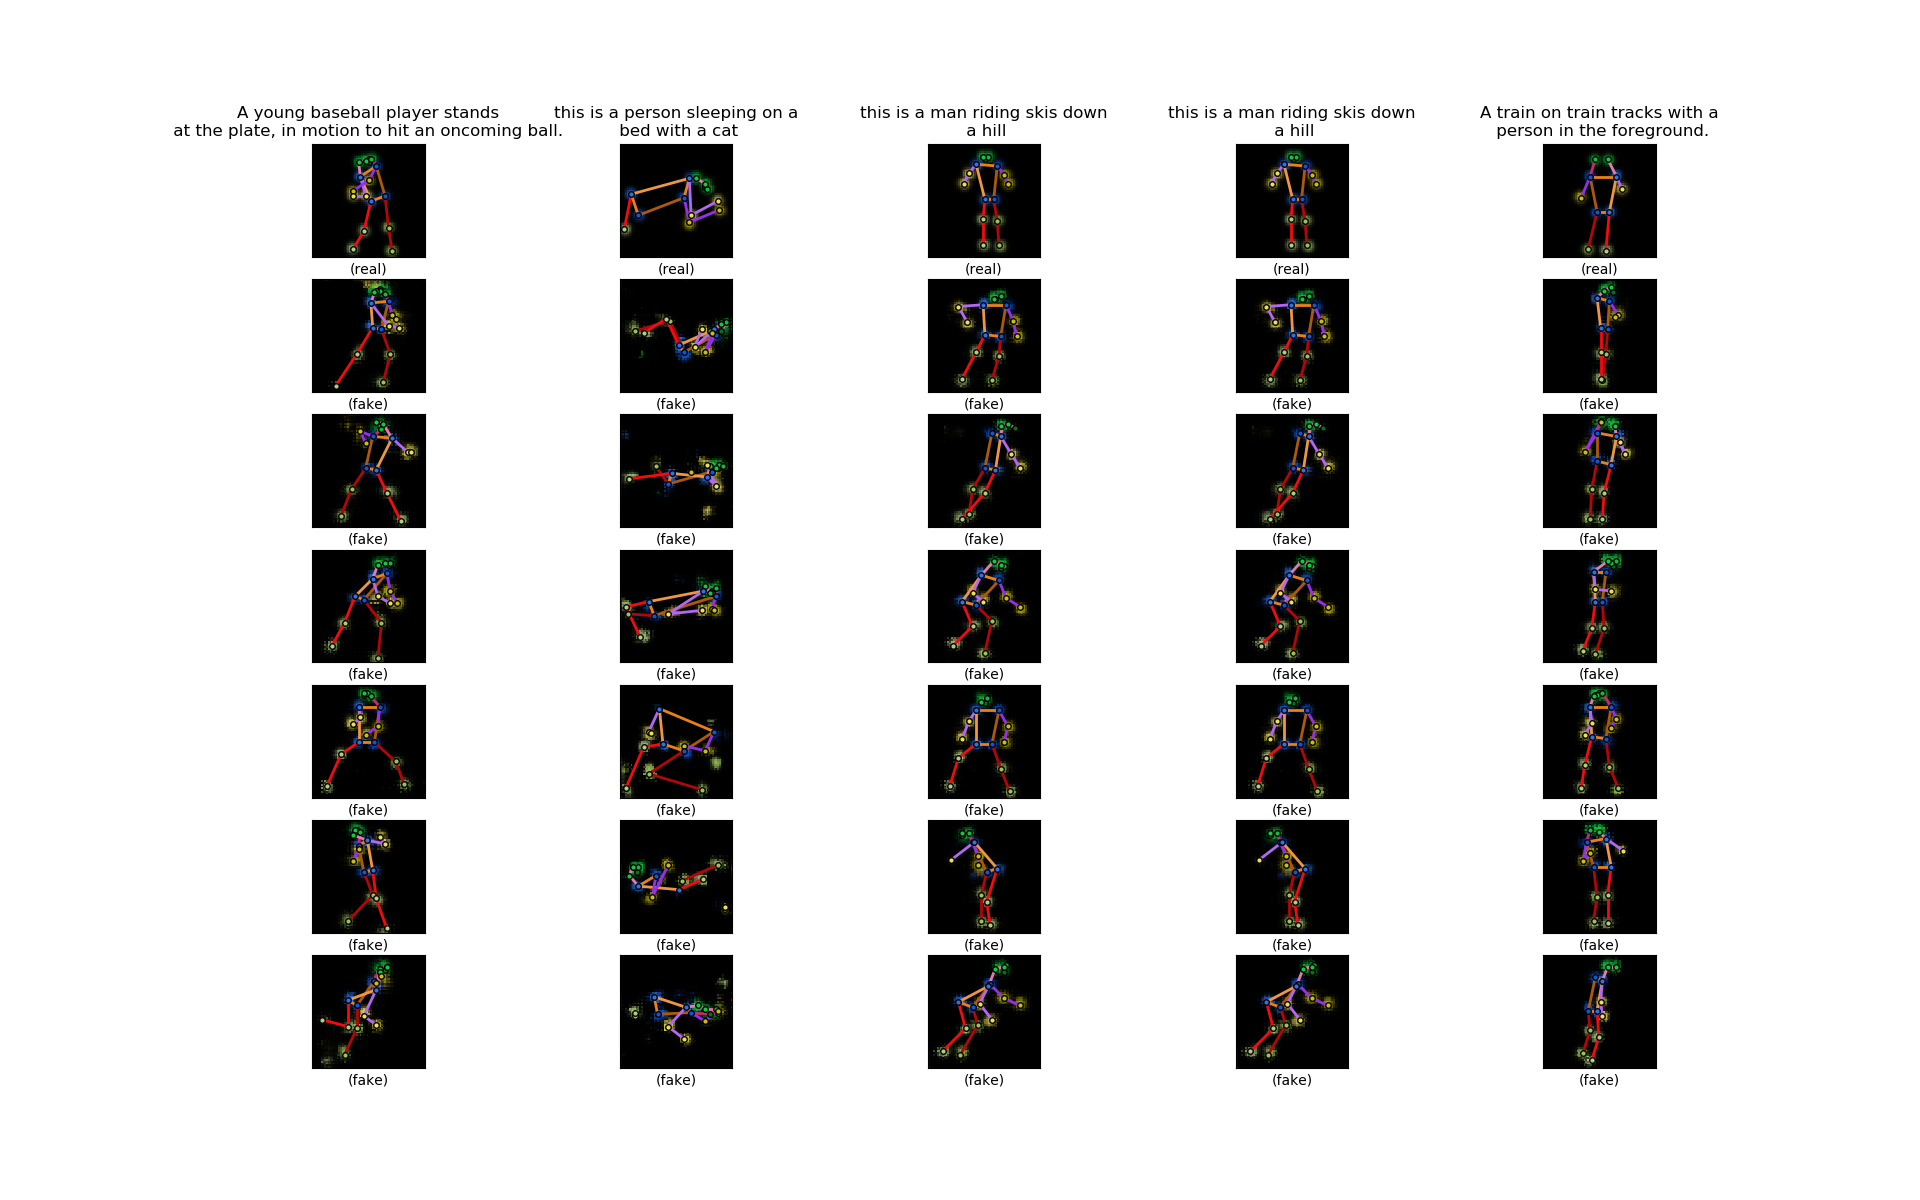 A young baseball player stands
at the plate, in motion to hit an oncoming ball.
this is a person sleeping on a
bed with a cat
this is a man riding skis down
a hill
this is a man riding skis down
a hill
A train on train tracks with a
person in the foreground.
(real) (real) (real) (real) (real)
(fake) (fake) (fake) (fake) (fake)
(fake) (fake) (fake) (fake) (fake)
(fake) (fake) (fake) (fake) (fake)
(fake) (fake) (fake) (fake) (fake)
(fake) (fake) (fake) (fake) (fake)
(fake) (fake) (fake) (fake) (fake)